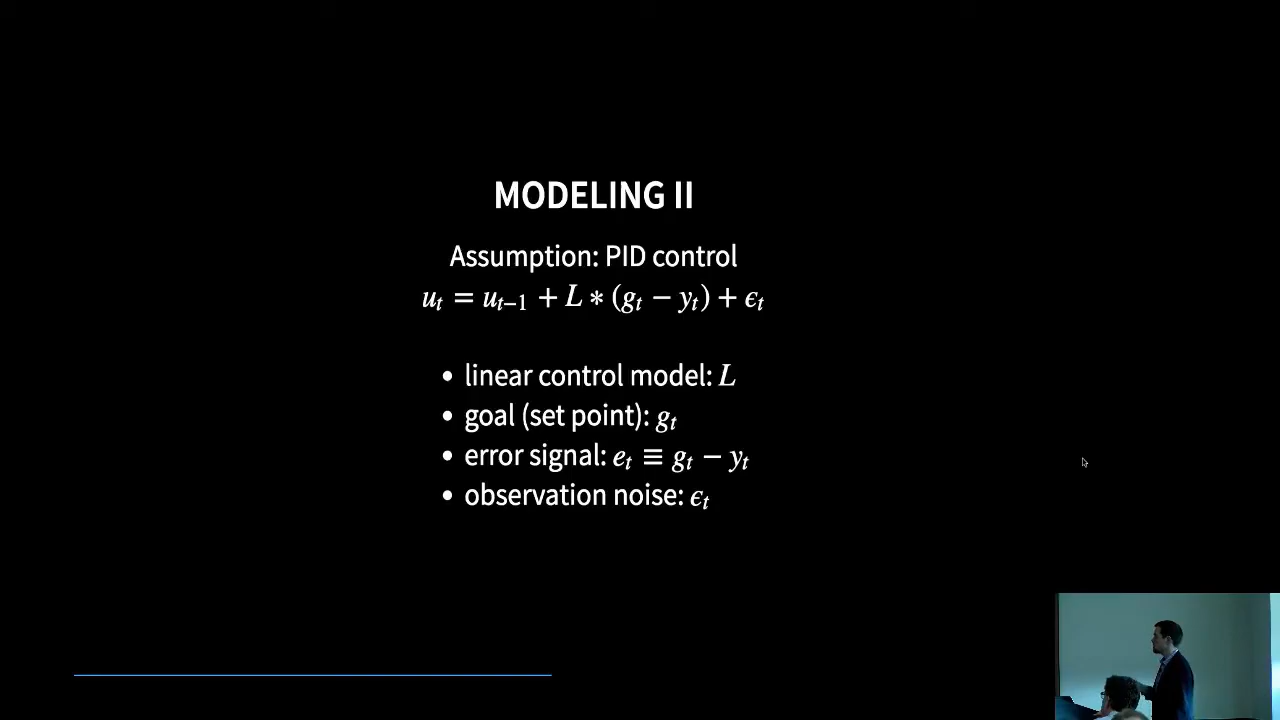 MODELING II
Assumption: PID control
uₜ = uₜ₋₁ + L ∗ (gₜ − yₜ) + ϵₜ
• linear control model: L
• goal (set point): gₜ
• error signal: eₜ ≡ gₜ − yₜ
• observation noise: ϵₜ